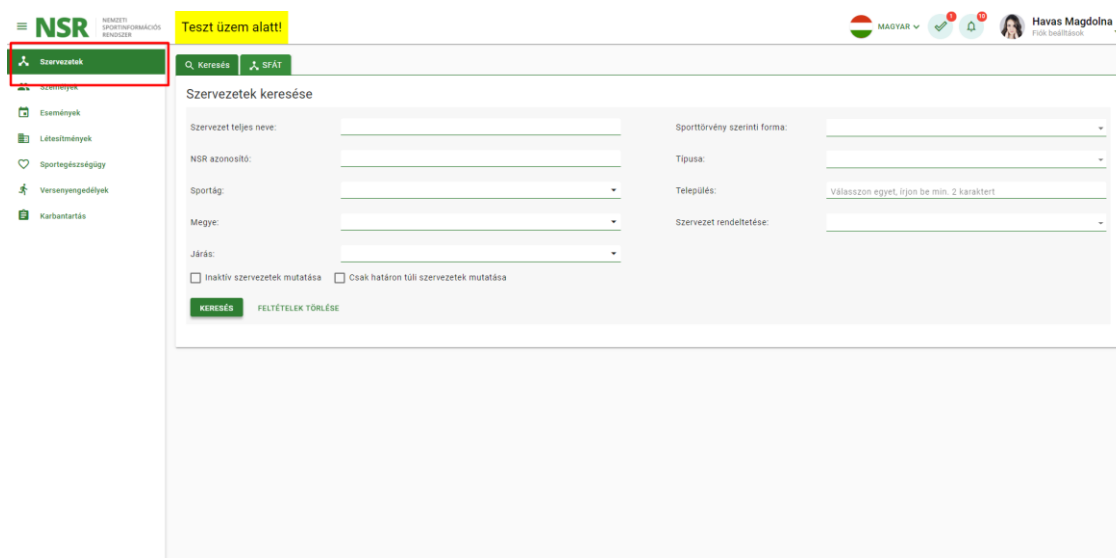 NSR
NEMZETI
SPORTINFORMÁCIÓS
RENDSZER
Teszt üzem alatt!
MAGYAR
1
10
Havas Magdolna
Fiók beállítások
Szervezetek
Személyek
Események
Létesítmények
Sportegészségügy
Versenyengedélyek
Karbantartás
Keresés
SFÁT
Szervezetek keresése
Szervezet teljes neve:
Sporttörvény szerinti forma:
NSR azonosító:
Típusa:
Sportág:
Település:
Válasszon egyet, írjon be min. 2 karaktert
Megye:
Szervezet rendeltetése:
Járás:
Inaktív szervezetek mutatása
Csak határon túli szervezetek mutatása
KERESÉS
FELTÉTELEK TÖRLÉSE